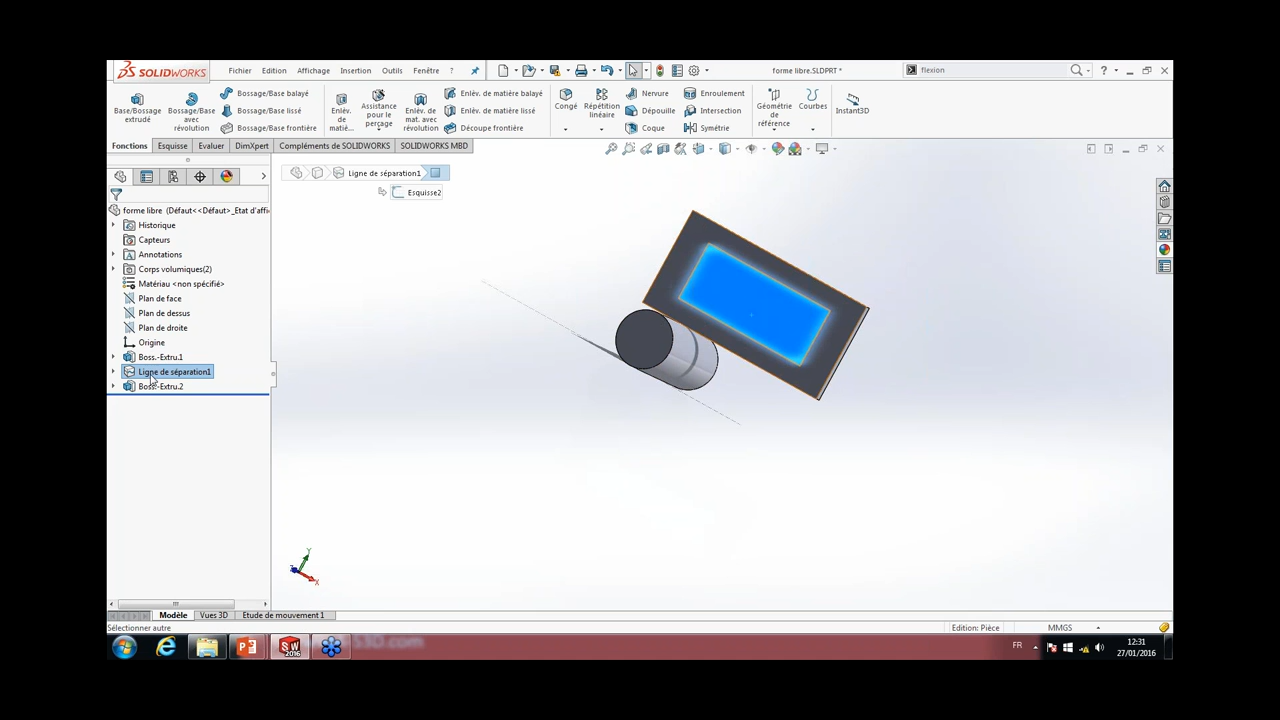 SOLIDWORKS Fichier Edition Affichage Insertion Outils Fenêtre ? forme libre.SLDPRT * flexion ?
Base/Bossage extrudé
Bossage/Base avec révolution
Bossage/Base balayé
Bossage/Base lissé
Bossage/Base frontière
Enlèv. de matiè...
Assistance pour le perçage
Enlèv. de mat. avec révolution
Enlèv. de matière balayé
Enlèv. de matière lissé
Découpe frontière
Congé
Répétition linéaire
Nervure
Dépouille
Coque
Enroulement
Intersection
Symétrie
Géométrie de référence
Courbes
Instant3D
Fonctions Esquisse Evaluer DimXpert Compléments de SOLIDWORKS SOLIDWORKS MBD
Ligne de séparation1
Esquisse2
forme libre (Défaut<<Défaut>_Etat d'affi
Historique
Capteurs
Annotations
Corps volumiques(2)
Matériau <non spécifié>
Plan de face
Plan de dessus
Plan de droite
Origine
Boss.-Extru.1
Ligne de séparation1
Boss.-Extru.2
Y
X
Z
Modèle Vues 3D Etude de mouvement 1
Sélectionner autre Edition: Pièce MMGS
SW 2016 S3D.com FR 12:31
27/01/2016